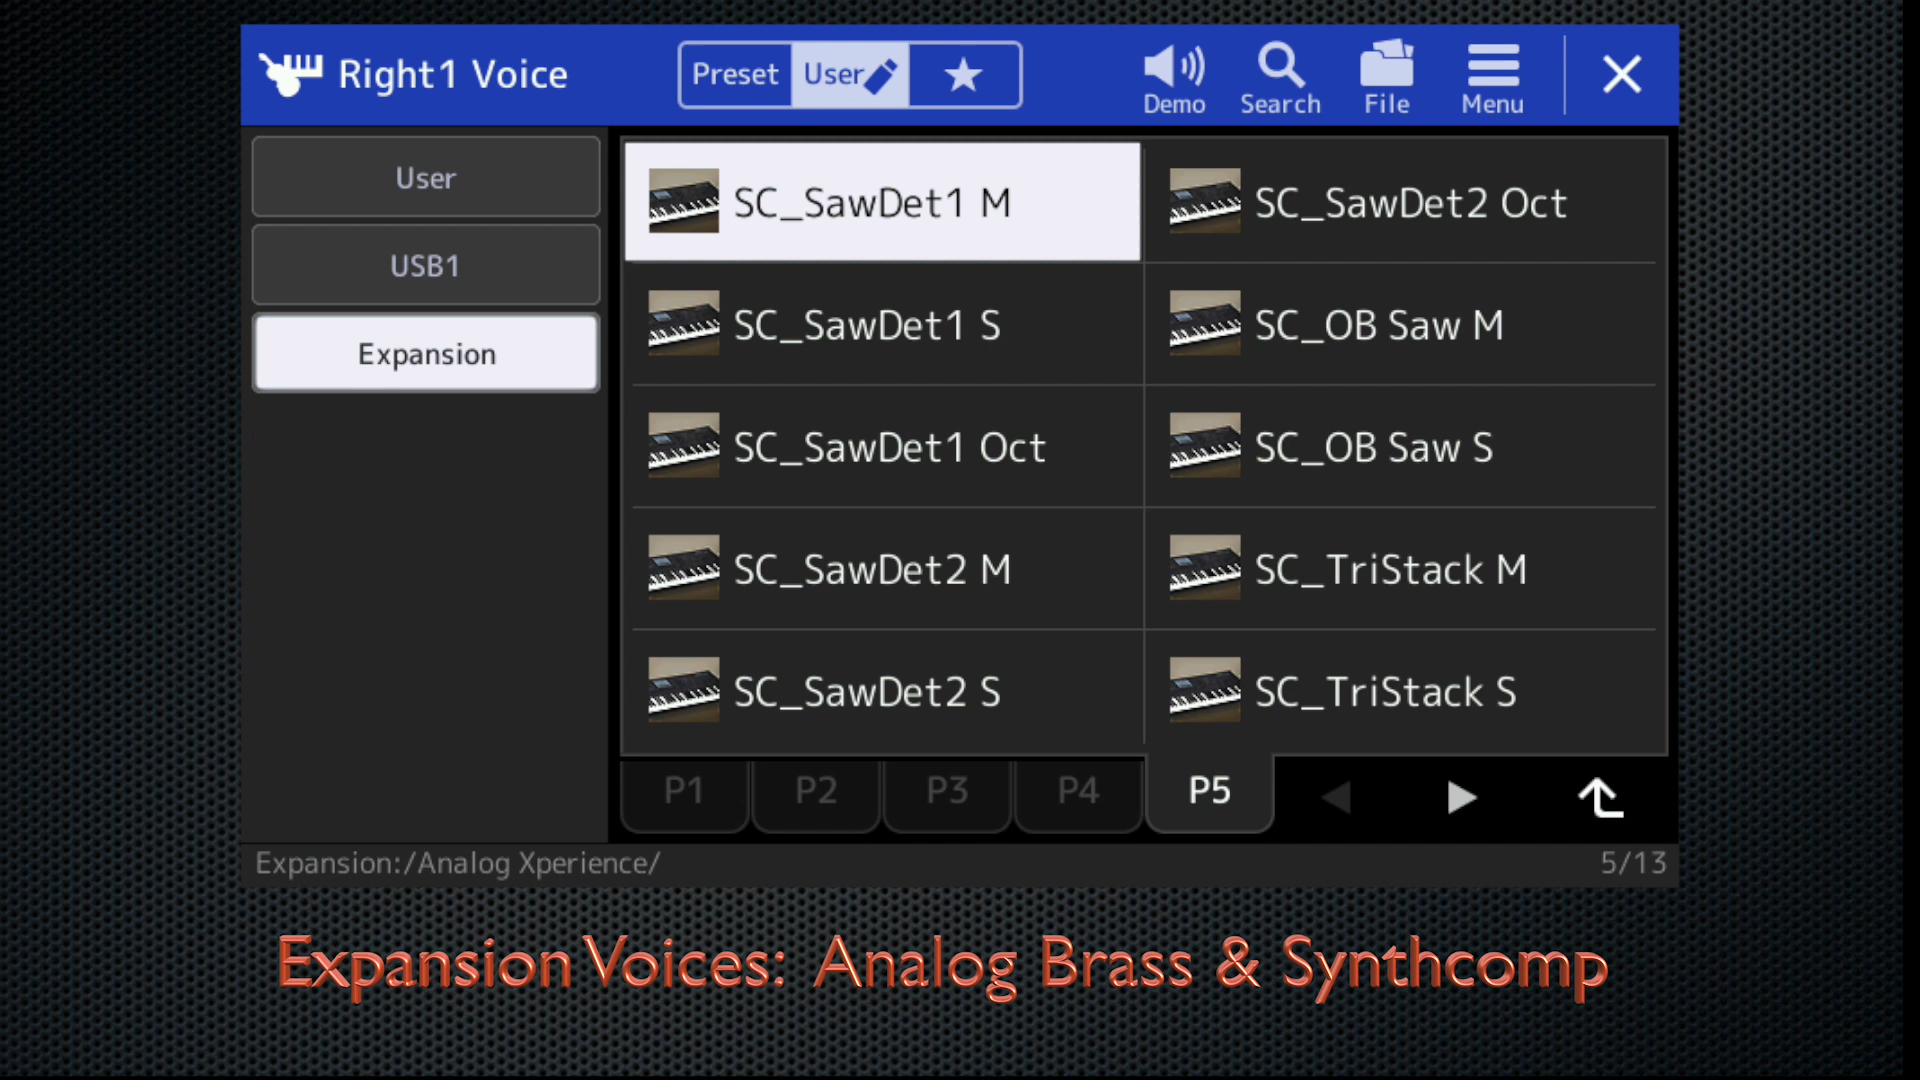 Right1 Voice
Preset
User
Demo
Search
File
Menu
User
USB1
Expansion
SC_SawDet1 M
SC_SawDet2 Oct
SC_SawDet1 S
SC_OB Saw M
SC_SawDet1 Oct
SC_OB Saw S
SC_SawDet2 M
SC_TriStack M
SC_SawDet2 S
SC_TriStack S
P1
P2
P3
P4
P5
Expansion:/Analog Xperience/
5/13
Expansion Voices: Analog Brass & Synthcomp